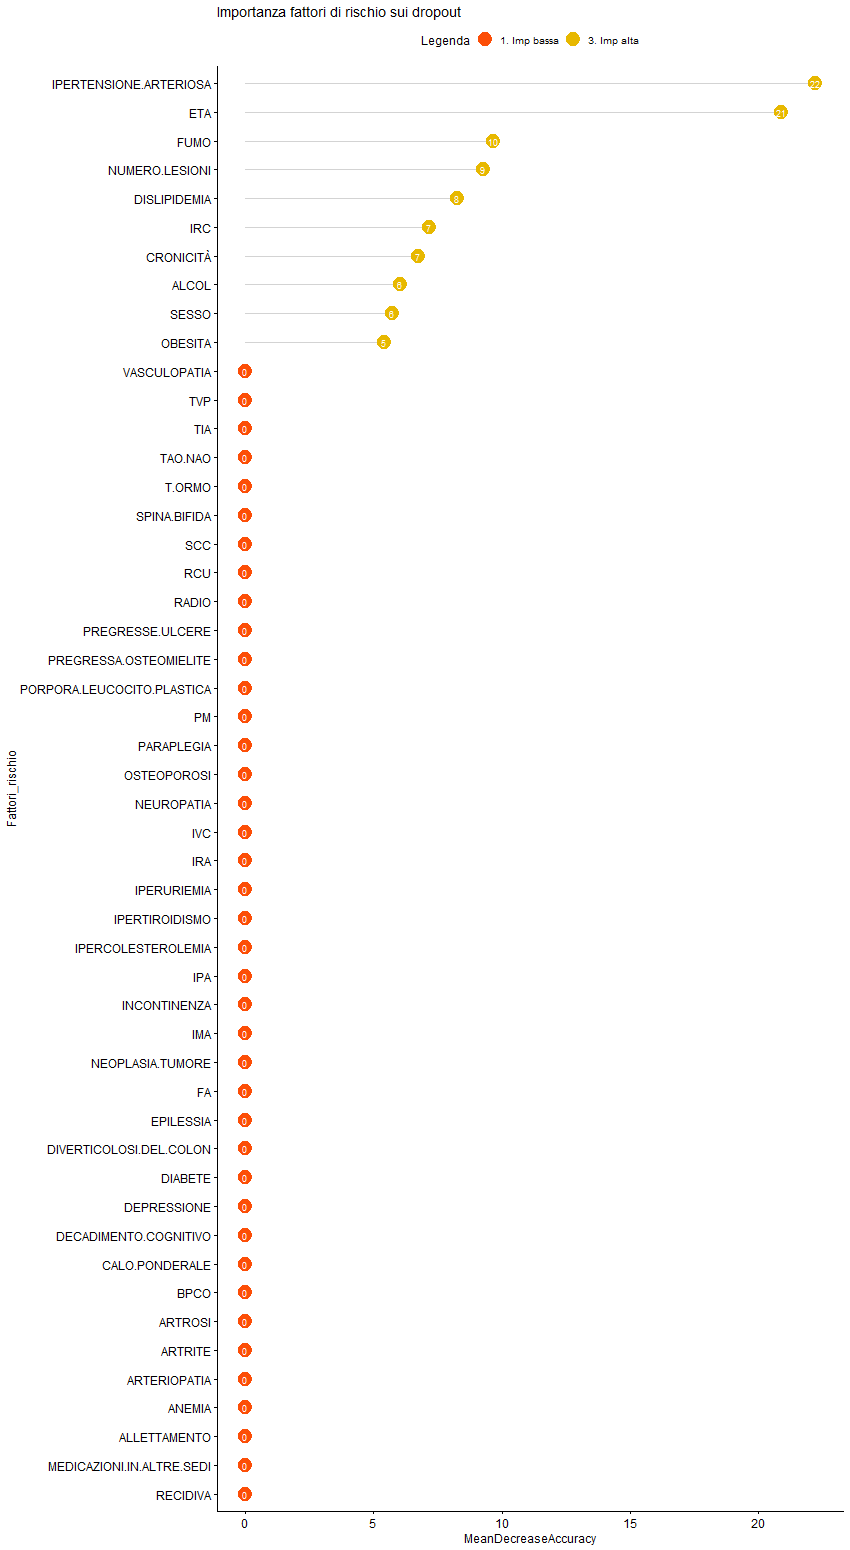 Importanza fattori di rischio sui dropout
Legenda 1. Imp bassa 3. Imp alta
IPERTENSIONE.ARTERIOSA 22
ETA 21
FUMO 10
NUMERO.LESIONI 9
DISLIPIDEMIA 8
IRC 7
CRONICITÀ 7
ALCOL 6
SESSO 6
OBESITA 5
VASCULOPATIA 0
TVP 0
TIA 0
TAO.NAO 0
T.ORMO 0
SPINA.BIFIDA 0
SCC 0
RCU 0
RADIO 0
PREGRESSE.ULCERE 0
PREGRESSA.OSTEOMIELITE 0
PORPORA.LEUCOCITO.PLASTICA 0
PM 0
PARAPLEGIA 0
OSTEOPOROSI 0
NEUROPATIA 0
IVC 0
IRA 0
IPERURIEMIA 0
IPERTIROIDISMO 0
IPERCOLESTEROLEMIA 0
IPA 0
INCONTINENZA 0
IMA 0
NEOPLASIA.TUMORE 0
FA 0
EPILESSIA 0
DIVERTICOLOSI.DEL.COLON 0
DIABETE 0
DEPRESSIONE 0
DECADIMENTO.COGNITIVO 0
CALO.PONDERALE 0
BPCO 0
ARTROSI 0
ARTRITE 0
ARTERIOPATIA 0
ANEMIA 0
ALLETTAMENTO 0
MEDICAZIONI.IN.ALTRE.SEDI 0
RECIDIVA 0
Fattori_rischio
0 5 10 15 20
MeanDecreaseAccuracy